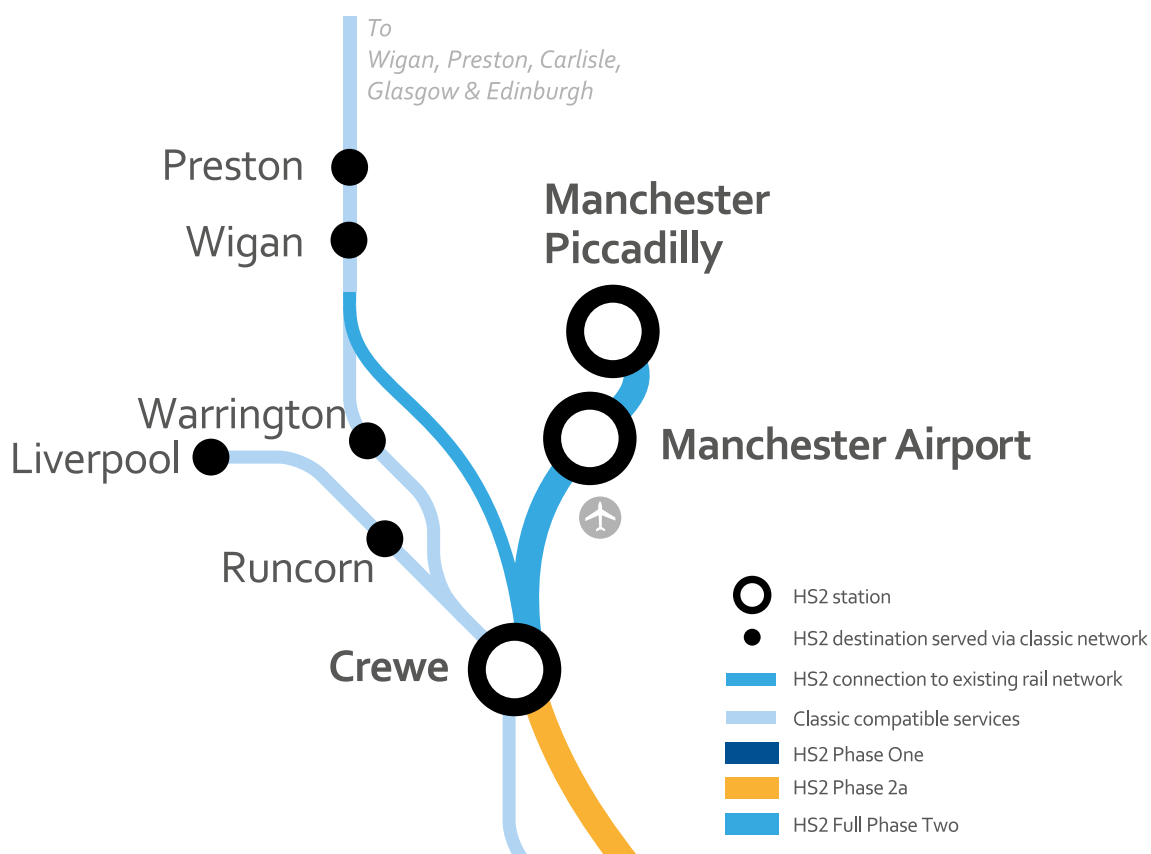 To
Wigan, Preston, Carlisle,
Glasgow & Edinburgh
Preston
Wigan
Manchester
Piccadilly
Warrington
Liverpool
Manchester Airport
Runcorn
Crewe
HS2 station
HS2 destination served via classic network
HS2 connection to existing rail network
Classic compatible services
HS2 Phase One
HS2 Phase 2a
HS2 Full Phase Two